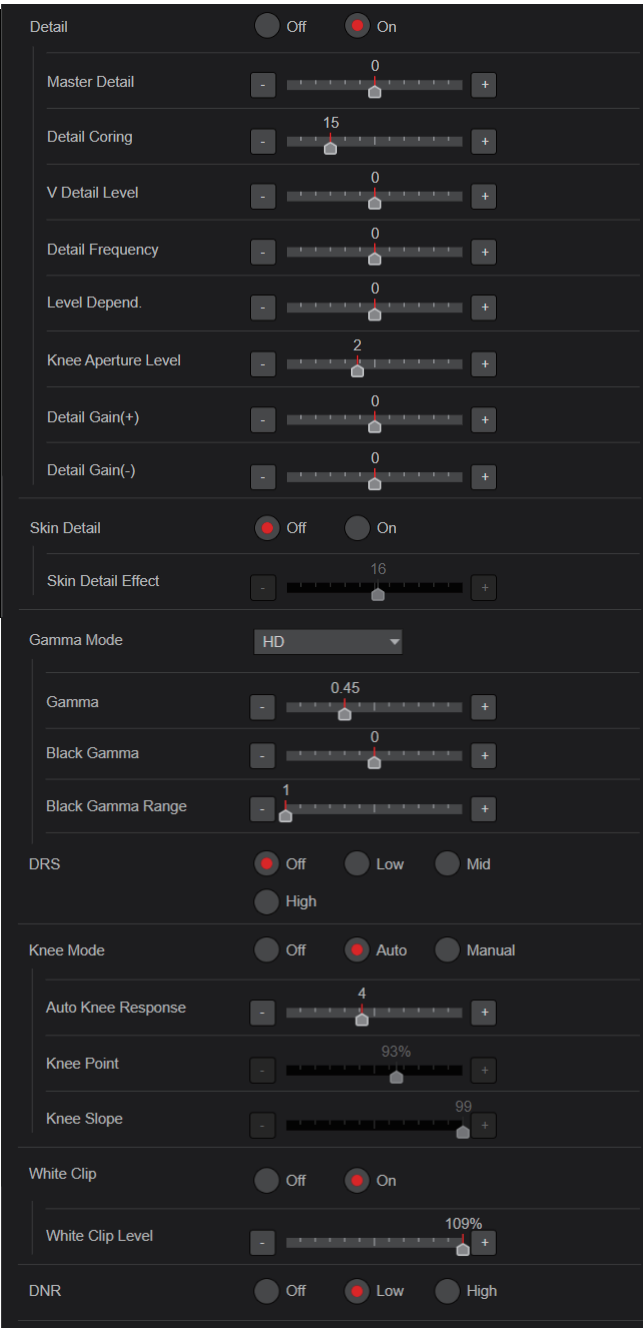 Detail Off On
0
Master Detail - +
15
Detail Coring - +
0
V Detail Level - +
0
Detail Frequency - +
0
Level Depend. - +
2
Knee Aperture Level - +
0
Detail Gain(+) - +
0
Detail Gain(-) - +
Skin Detail Off On
16
Skin Detail Effect - +
Gamma Mode HD
0.45
Gamma - +
0
Black Gamma - +
1
Black Gamma Range - +
DRS Off Low Mid
High
Knee Mode Off Auto Manual
4
Auto Knee Response - +
93%
Knee Point - +
99
Knee Slope - +
White Clip Off On
109%
White Clip Level - +
DNR Off Low High